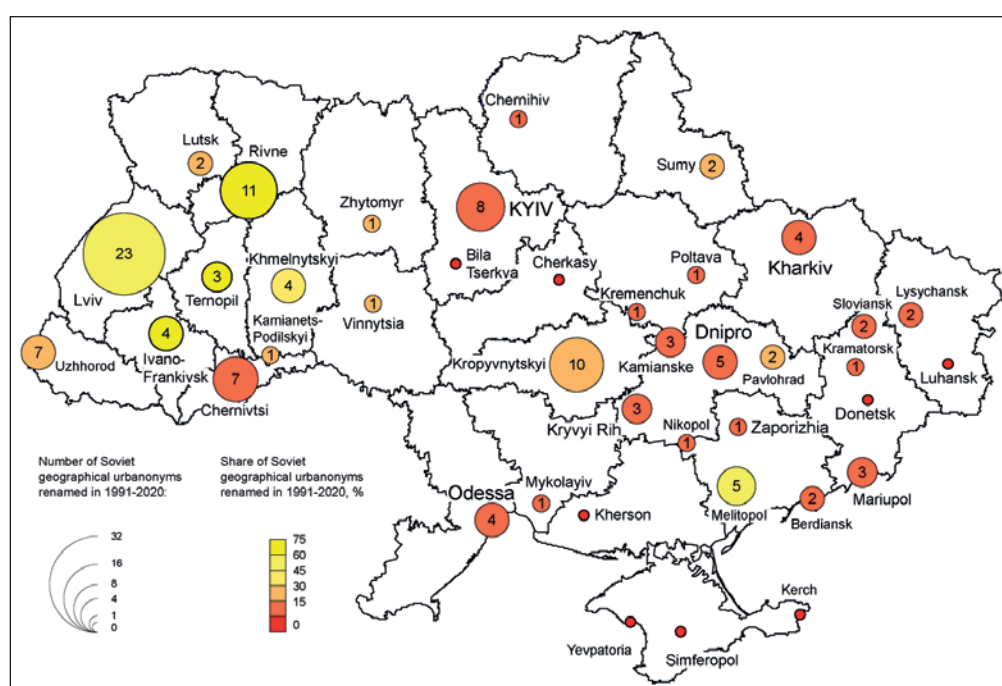 Chernihiv
1
Lutsk
2
Rivne
11
Sumy
2
Zhytomyr
1
8
KYIV
23
Lviv
3
Ternopil
Khmelnytskyi
4
Bila
Tserkva
Cherkasy
Poltava
1
4
Kharkiv
Kamianets-
Podilskyi
1
1
Vinnytsia
Kremenchuk
1
Sloviansk
2
Lysychansk
2
7
Uzhhorod
4
Ivano-
Frankivsk
7
Chernivtsi
Kropyvnytskyi
10
3
Kamianske
Dnipro
5
2
Pavlohrad
Kramatorsk
1
Luhansk
Donetsk
3
Kryvyi Rih
Nikopol
1
1
Zaporizhia
Number of Soviet
geographical urbanonyms
renamed in 1991-2020:
32
16
8
4
1
0
Share of Soviet
geographical urbanonyms
renamed in 1991-2020, %
75
60
45
30
15
0
Odessa
4
Mykolayiv
1
Kherson
5
Melitopol
2
Berdiansk
3
Mariupol
Kerch
Yevpatoria
Simferopol